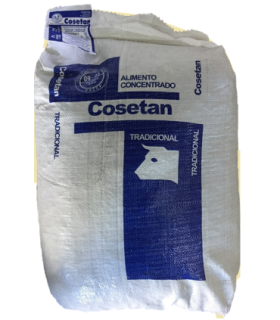 Cosetan
Cosetan
TRADICIONAL
ALIMENTO
CONCENTRADO
Cosetan
Cosetan
TRADICIONAL
TRADICIONAL